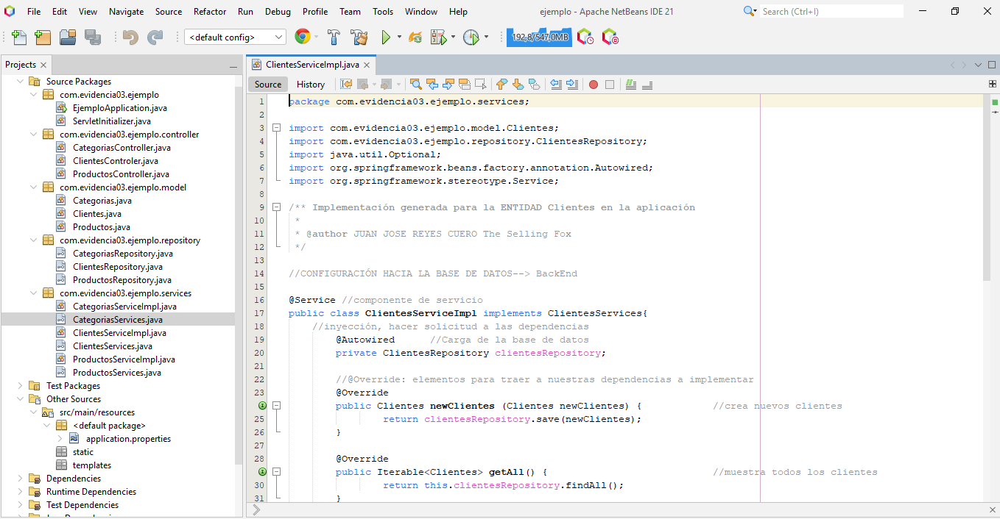 File Edit View Navigate Source Refactor Run Debug Profile Team Tools Window Help ejemplo - Apache NetBeans IDE 21 Search (Ctrl+I)
<default config> 192,8/547,0MB
Projects
Source Packages
com.evidencia03.ejemplo
EjemploApplication.java
ServletInitializer.java
com.evidencia03.ejemplo.controller
CategoriasController.java
ClientesControler.java
ProductosController.java
com.evidencia03.ejemplo.model
Categorias.java
Clientes.java
Productos.java
com.evidencia03.ejemplo.repository
CategoriasRepository.java
ClientesRepository.java
ProductosRepository.java
com.evidencia03.ejemplo.services
CategoriasServiceImpl.java
CategoriasServices.java
ClientesServiceImpl.java
ClientesServices.java
ProductosServiceImpl.java
ProductosServices.java
Test Packages
Other Sources
src/main/resources
<default package>
application.properties
static
templates
Dependencies
Runtime Dependencies
Test Dependencies
ClientesServiceImpl.java
Source History
1 package com.evidencia03.ejemplo.services;
2
3 import com.evidencia03.ejemplo.model.Clientes;
4 import com.evidencia03.ejemplo.repository.ClientesRepository;
5 import java.util.Optional;
6 import org.springframework.beans.factory.annotation.Autowired;
7 import org.springframework.stereotype.Service;
8
9 /** Implementación generada para la ENTIDAD Clientes en la aplicación
10 *
11 * @author JUAN JOSE REYES CUERO The Selling Fox
12 */
13
14 //CONFIGURACIÓN HACIA LA BASE DE DATOS--> BackEnd
15
16 @Service //componente de servicio
17 public class ClientesServiceImpl implements ClientesServices{
18 //inyección, hacer solicitud a las dependencias
19 @Autowired //Carga de la base de datos
20 private ClientesRepository clientesRepository;
21
22 //@Override: elementos para traer a nuestras dependencias a implementar
23 @Override
public Clientes newClientes (Clientes newClientes) { //crea nuevos clientes
25 return clientesRepository.save(newClientes);
26 }
27
28 @Override
public Iterable<Clientes> getAll() { //muestra todos los clientes
30 return this.clientesRepository.findAll();
31 }